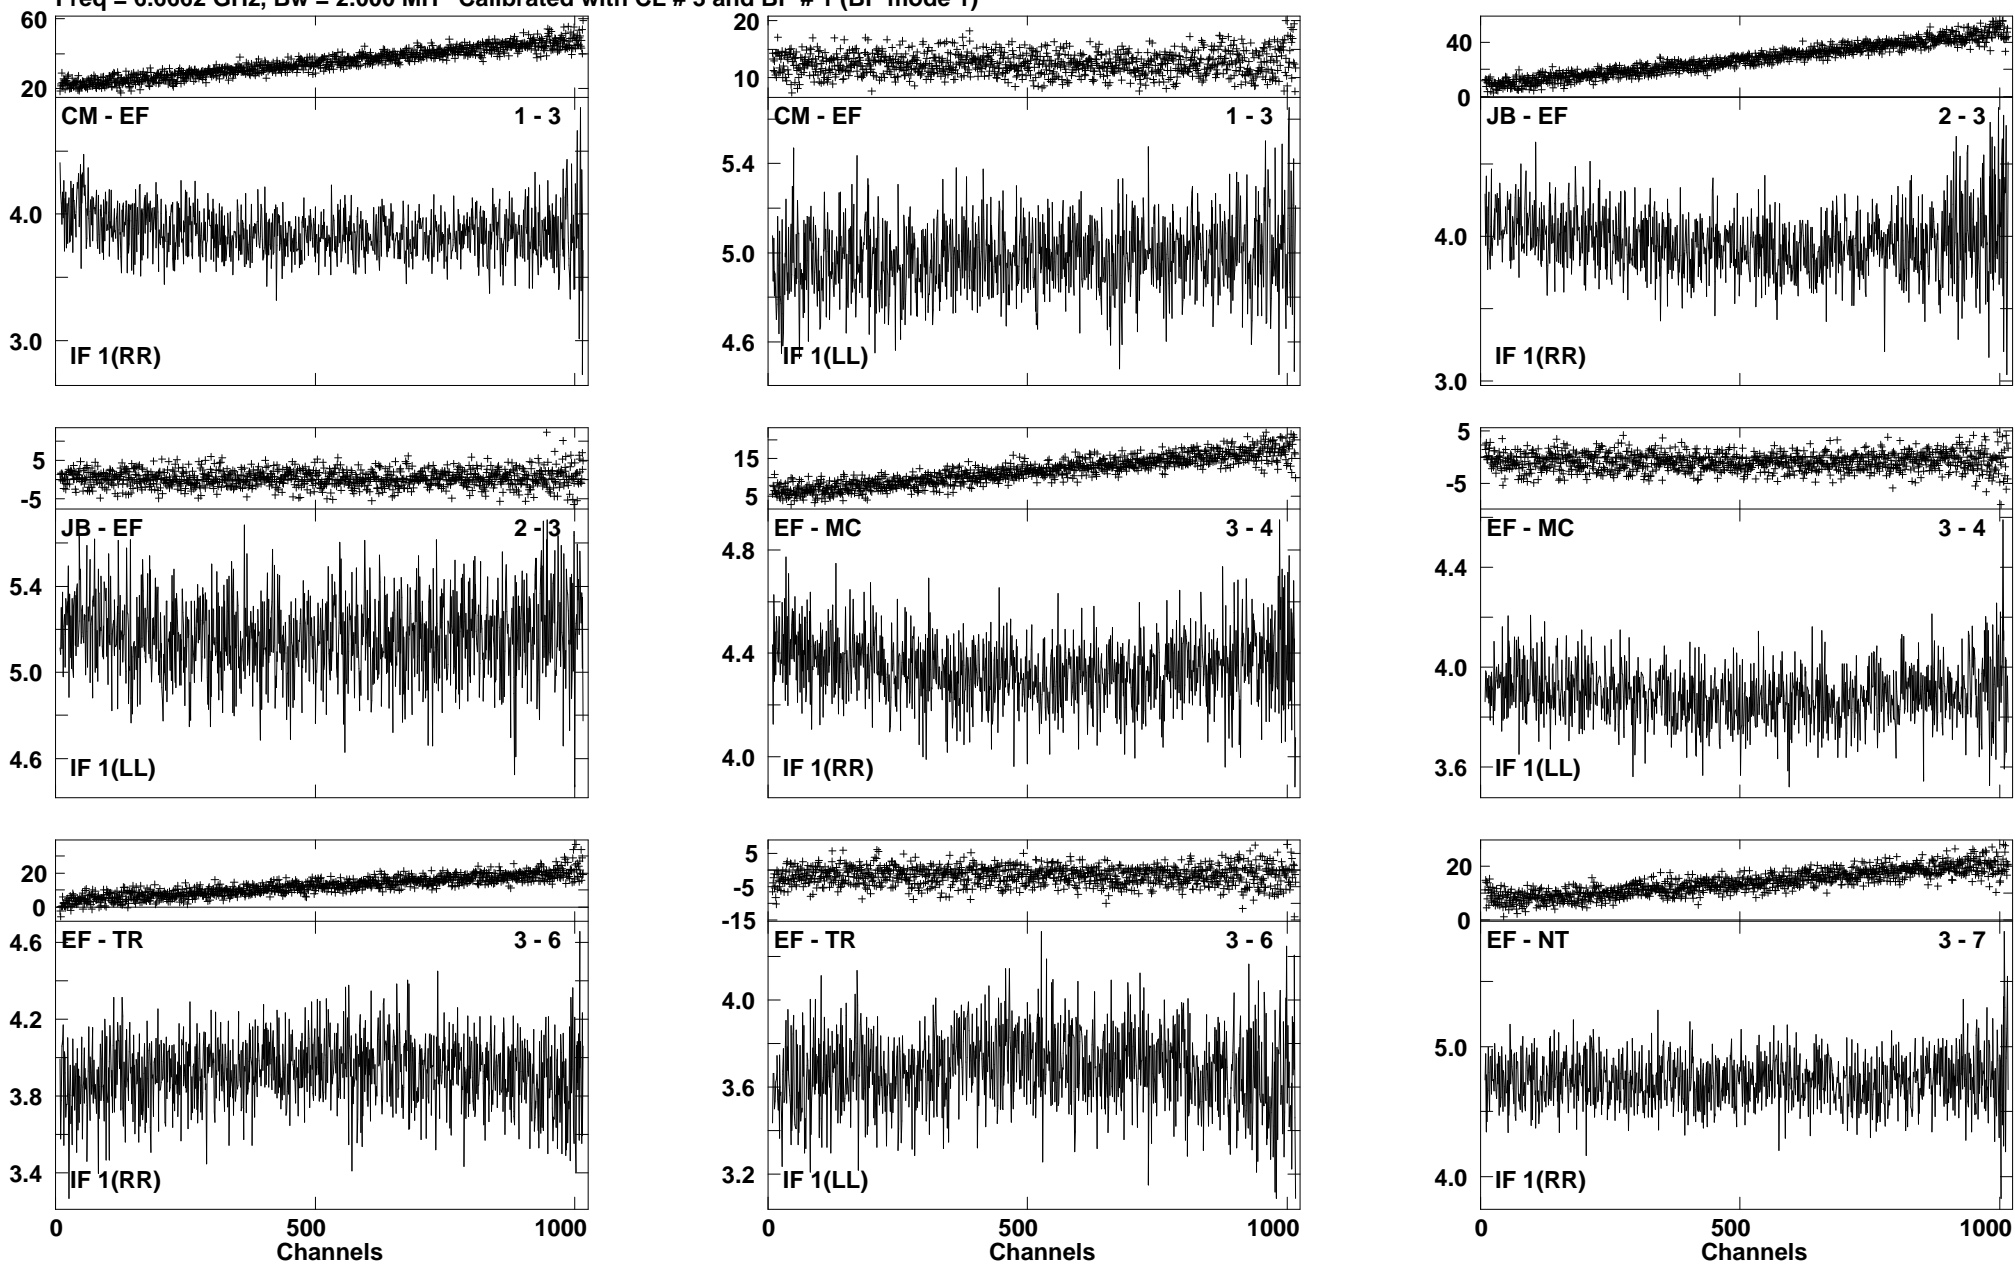 Freq = 6.6662 GHz, Bw = 2.000 MH Calibrated with CL # 3 and BP # 1 (BP mode 1)
60
20
CM - EF 1 - 3
4.0
3.0
IF 1(RR)
20
10
CM - EF 1 - 3
5.4
5.0
4.6
IF 1(LL)
40
0
JB - EF 2 - 3
4.0
3.0
IF 1(RR)
5
-5
JB - EF 2 - 3
5.4
5.0
4.6
IF 1(LL)
15
5
EF - MC 3 - 4
4.8
4.4
4.0
IF 1(RR)
5
-5
EF - MC 3 - 4
4.4
4.0
3.6
IF 1(LL)
20
0
EF - TR 3 - 6
4.6
4.2
3.8
3.4
IF 1(RR)
0 500 1000
Channels
5
-5
-15
EF - TR 3 - 6
4.0
3.6
3.2
IF 1(LL)
0 500 1000
Channels
20
0
EF - NT 3 - 7
5.0
4.0
IF 1(RR)
0 500 1000
Channels